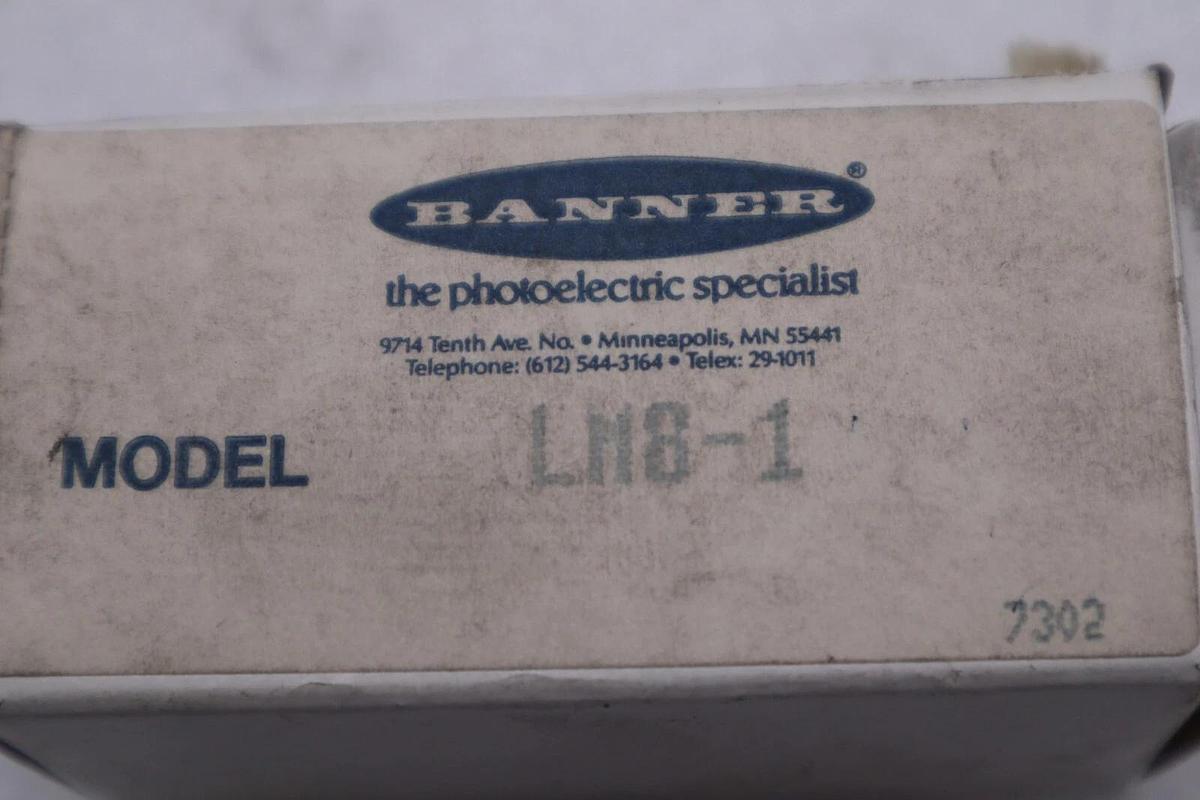 BANNER®
the photoelectric specialist
9714 Tenth Ave. No. • Minneapolis, MN 55441
Telephone: (612) 544-3164 • Telex: 29-1011
MODEL LM8-1
7302